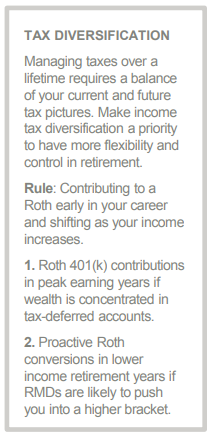 TAX DIVERSIFICATION
Managing taxes over a
lifetime requires a balance
of your current and future
tax pictures. Make income
tax diversification a priority
to have more flexibility and
control in retirement.
Rule: Contributing to a
Roth early in your career
and shifting as your income
increases.
1. Roth 401(k) contributions
in peak earning years if
wealth is concentrated in
tax-deferred accounts.
2. Proactive Roth
conversions in lower
income retirement years if
RMDs are likely to push
you into a higher bracket.